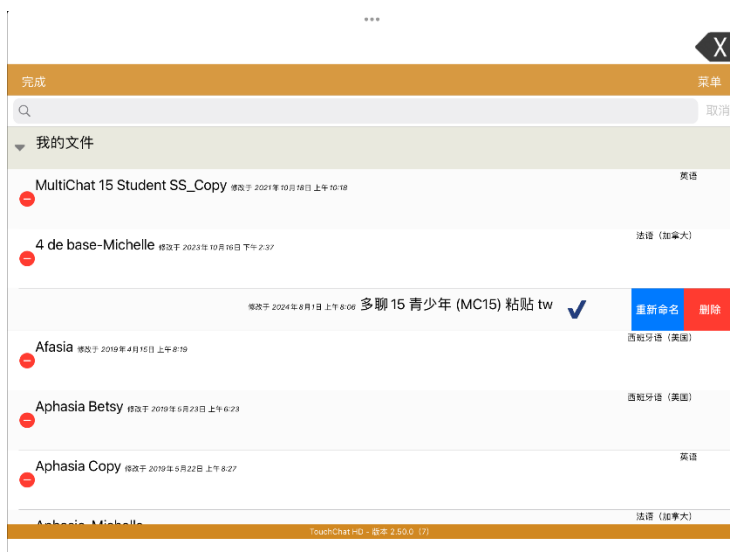 X
完成 菜单
取消
我的文件
英语
MultiChat 15 Student SS_Copy 修改于 2021年10月18日 上午10:18
法语（加拿大）
4 de base-Michelle 修改于 2023年10月16日 下午2:37
修改于 2024年8月1日 上午8:06 多聊 15 青少年 (MC15) 粘贴 tw 重新命名 删除
西班牙语（美国）
Afasia 修改于 2019年4月15日 上午8:19
西班牙语（美国）
Aphasia Betsy 修改于 2019年5月23日 上午6:23
英语
Aphasia Copy 修改于 2019年5月22日 上午8:27
法语（加拿大）
Aphasia-Michelle
TouchChat HD - 版本 2.50.0（7）